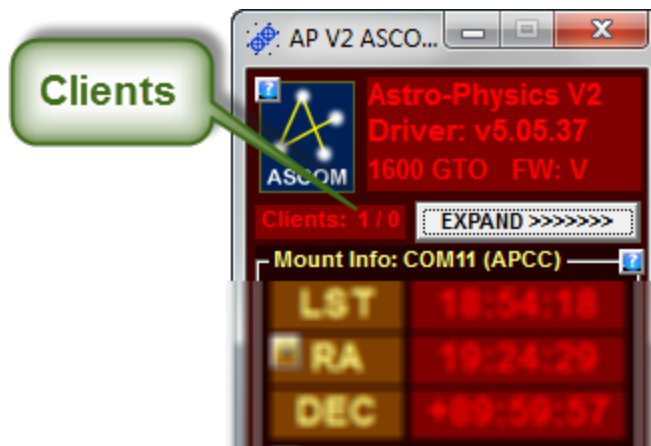 AP V2 ASCO...
Clients
Astro-Physics V2
Driver: v5.05.37
1600 GTO FW: V
ASCOM
Clients: 1 / 0
EXPAND >>>>>>>
Mount Info: COM11 (APCC)
LST 18:54:18
RA 19:24:29
DEC +89:59:57